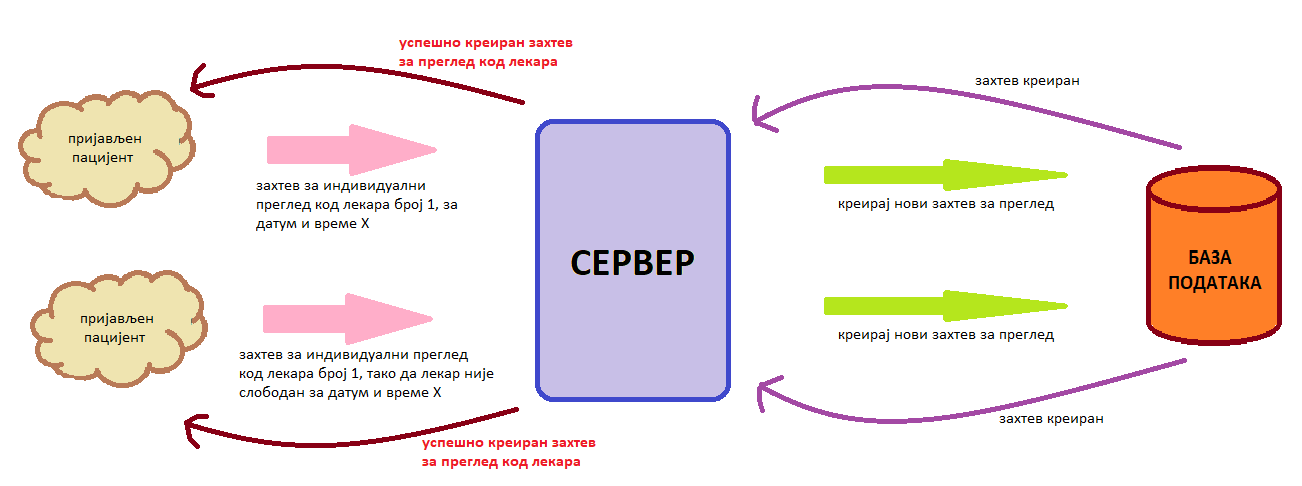 успешно креиран захтев
за преглед код лекара
захтев креиран
пријављен
пацијент
захтев за индивидуални
преглед код лекара број 1, за
датум и време X
креирај нови захтев за преглед
СЕРВЕР
БАЗА
ПОДАТАКА
пријављен
пацијент
захтев за индивидуални преглед
код лекара број 1, тако да лекар није
слободан за датум и време X
креирај нови захтев за преглед
захтев креиран
успешно креиран захтев
за преглед код лекара